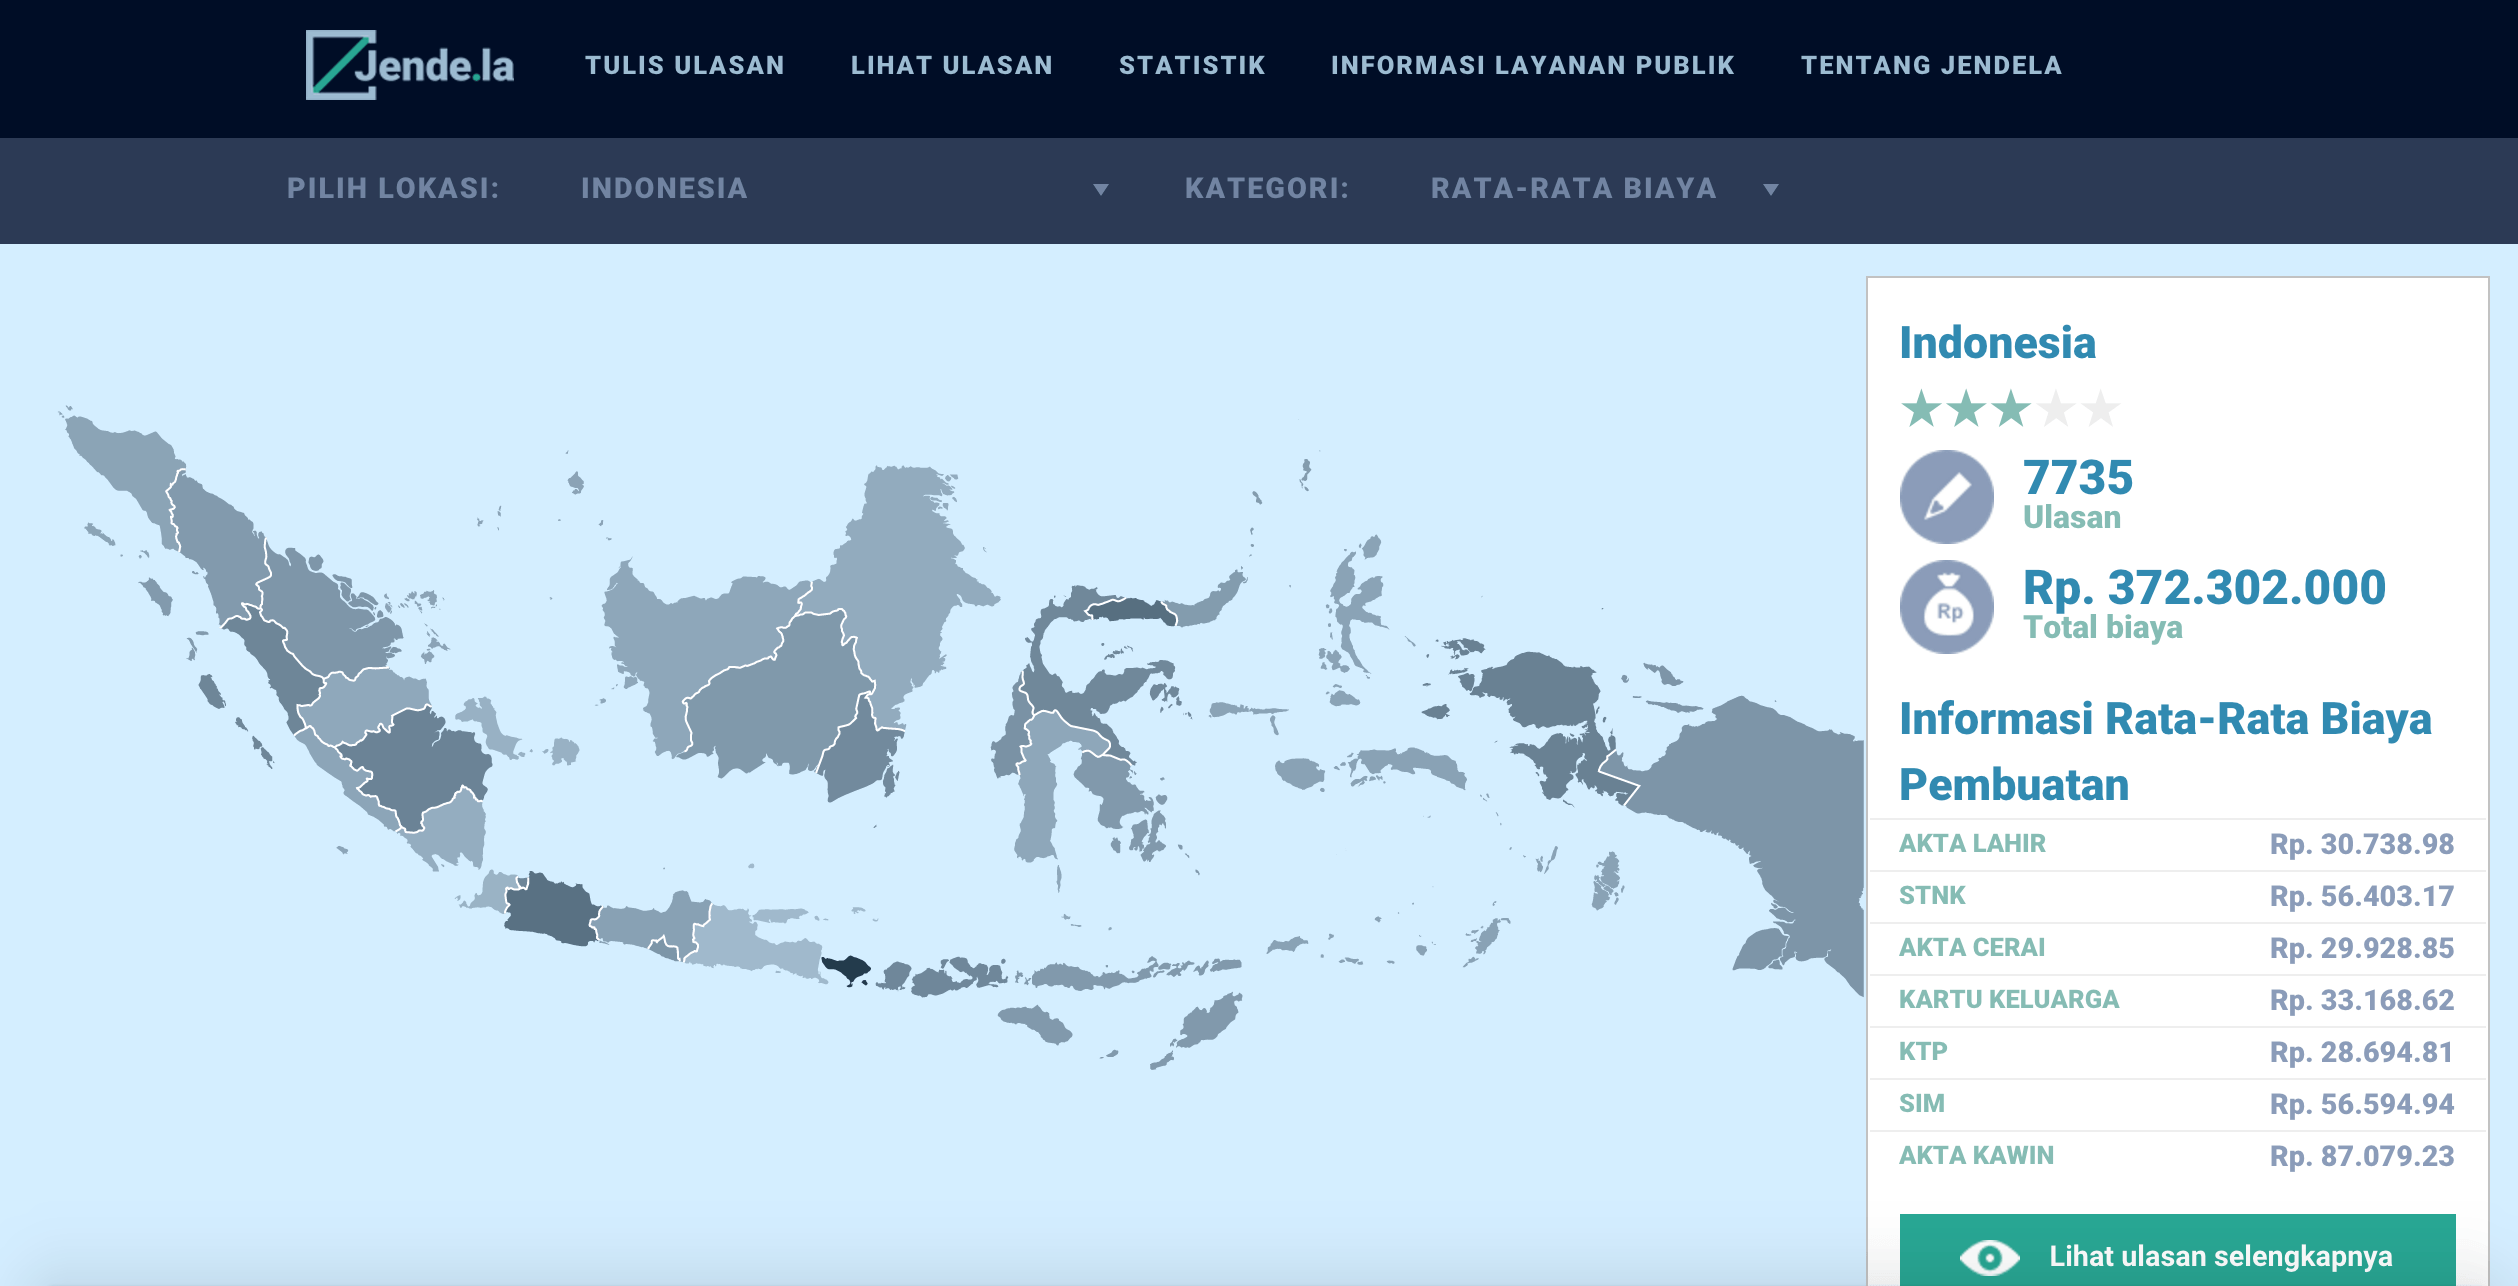 Jende.la
TULIS ULASAN
LIHAT ULASAN
STATISTIK
INFORMASI LAYANAN PUBLIK
TENTANG JENDELA
PILIH LOKASI:
INDONESIA
KATEGORI:
RATA-RATA BIAYA
Indonesia
7735
Ulasan
Rp
Rp. 372.302.000
Total biaya
Informasi Rata-Rata Biaya
Pembuatan
AKTA LAHIR Rp. 30.738.98
STNK Rp. 56.403.17
AKTA CERAI Rp. 29.928.85
KARTU KELUARGA Rp. 33.168.62
KTP Rp. 28.694.81
SIM Rp. 56.594.94
AKTA KAWIN Rp. 87.079.23
Lihat ulasan selengkapnya